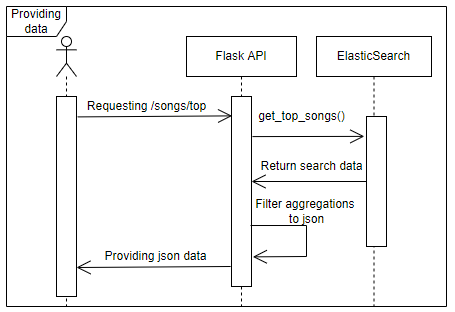 Providing
data
Flask API
ElasticSearch
Requesting /songs/top
get_top_songs()
Return search data
Filter aggregations
to json
Providing json data